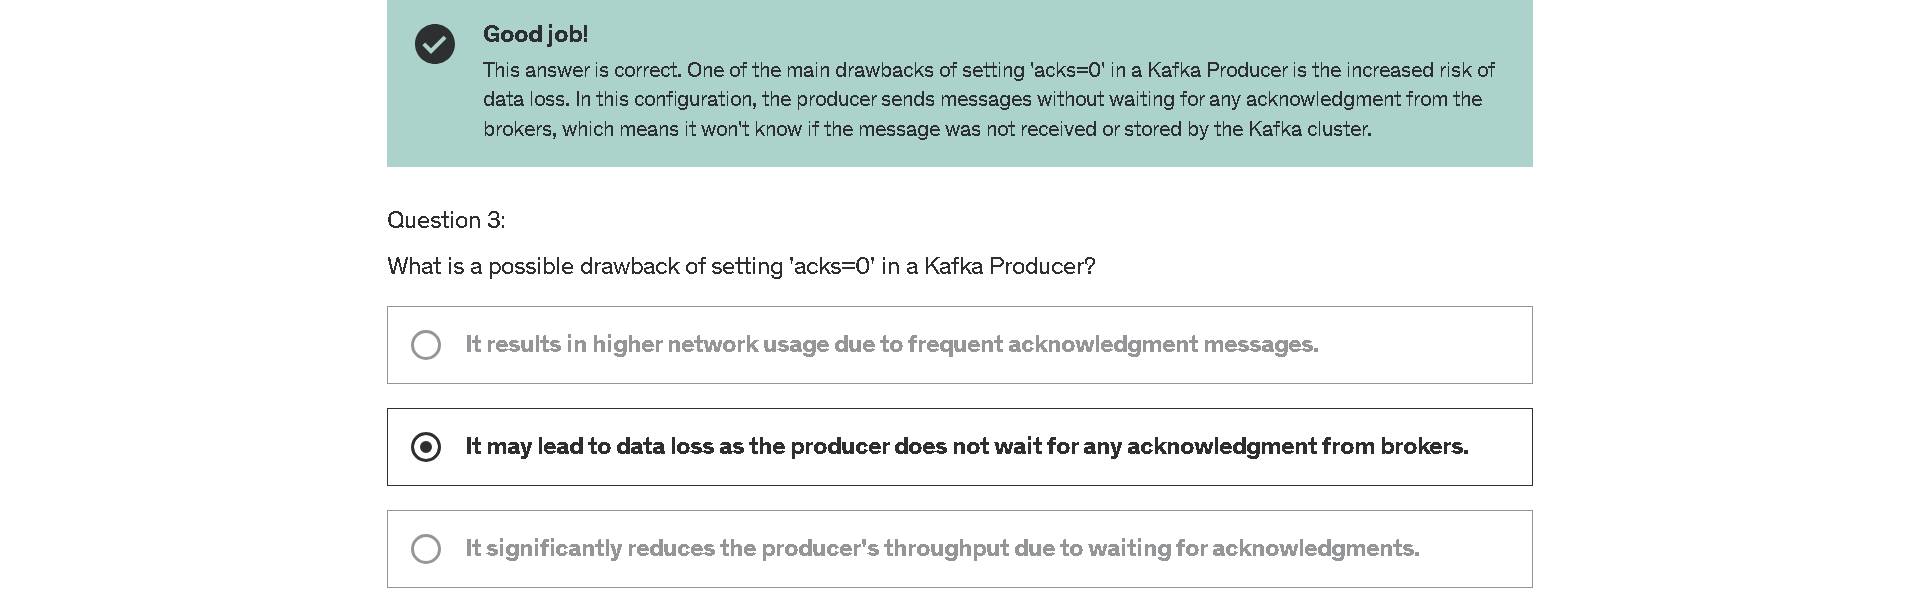 Good job!
This answer is correct. One of the main drawbacks of setting 'acks=0' in a Kafka Producer is the increased risk of
data loss. In this configuration, the producer sends messages without waiting for any acknowledgment from the
brokers, which means it won't know if the message was not received or stored by the Kafka cluster.
Question 3:
What is a possible drawback of setting 'acks=0' in a Kafka Producer?
It results in higher network usage due to frequent acknowledgment messages.
It may lead to data loss as the producer does not wait for any acknowledgment from brokers.
It significantly reduces the producer's throughput due to waiting for acknowledgments.